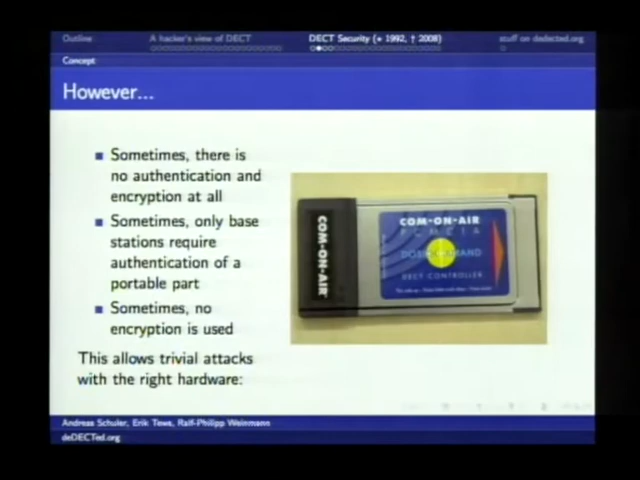 Outline
A hacker's view of DECT
DECT Security (* 1992, † 2008)
stuff on dedected.org
Concept
However...
Sometimes, there is
no authentication and
encryption at all
Sometimes, only base
stations require
authentication of a
portable part
Sometimes, no
encryption is used
This allows trivial attacks
with the right hardware:
COM-ON-AIR
COM-ON-AIR
PCMCIA
DECT CONTROLLER
Andreas Schuler, Erik Tews, Ralf-Philipp Weinmann
deDECTed.org